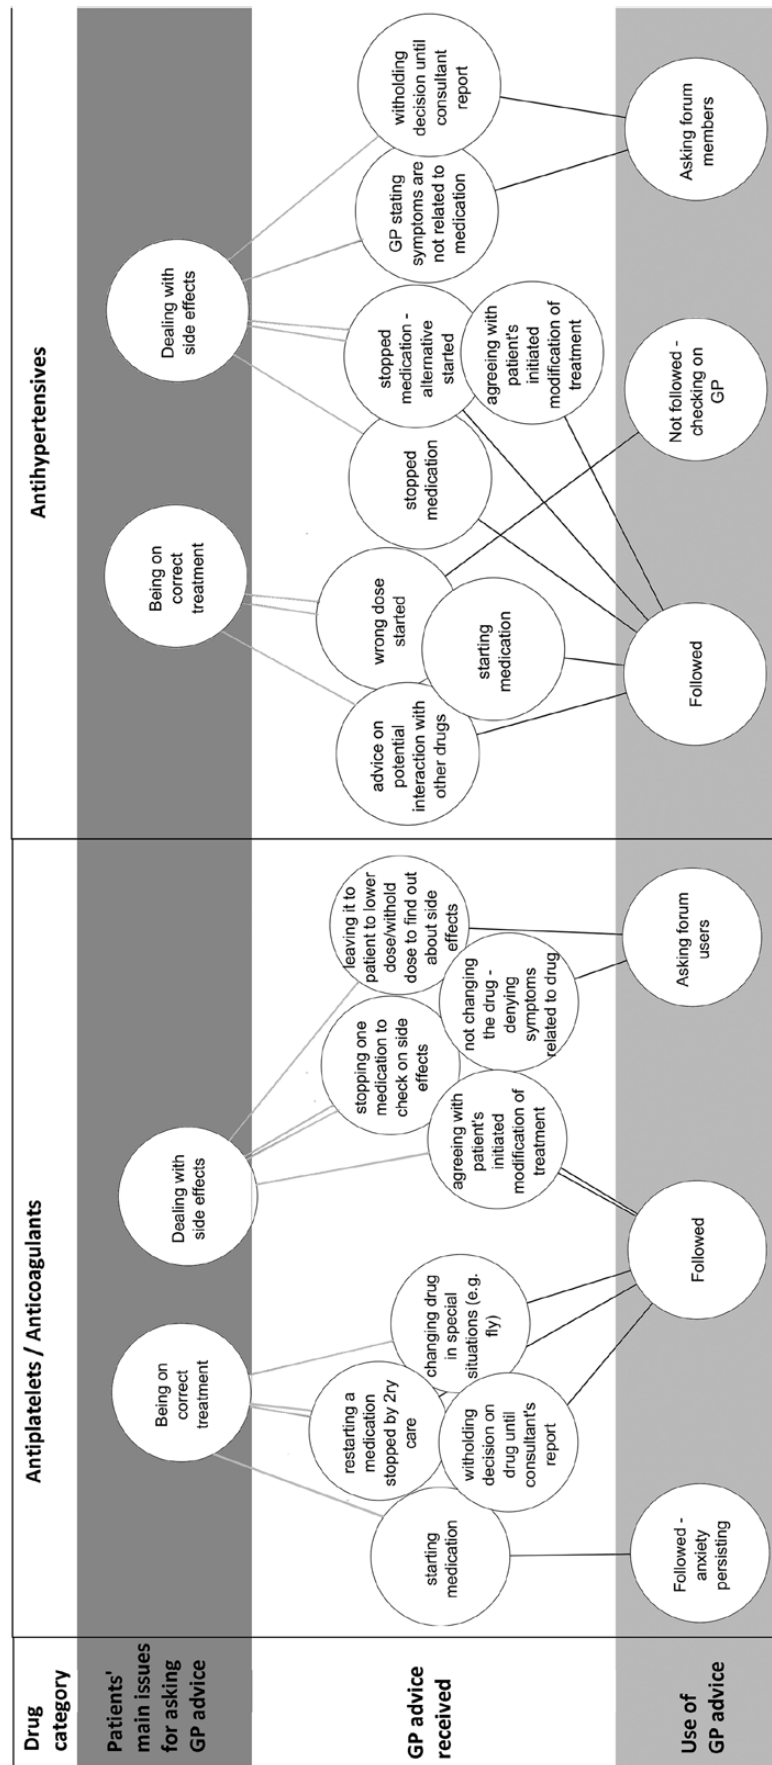 Drug
category
Antiplatelets / Anticoagulants
Antihypertensives
Patients'
main issues
for asking
GP advice
Being on
correct
treatment
Dealing with
side effects
Being on
correct
treatment
Dealing with
side effects
GP advice
received
starting
medication
restarting a
medication
stopped by 2ry
care
witholding
decision on
drug until
consultant's
report
changing drug
in special
situations (e.g.
fly)
agreeing with
patient's
initiated
modification of
treatment
stopping one
medication to
check on side
effects
not changing
the drug -
denying
symptoms
related to drug
leaving it to
patient to lower
dose/withold
dose to find out
about side
effects
advice on
potential
interaction with
other drugs
wrong dose
started
starting
medication
stopped
medication
stopped
medication -
alternative
started
agreeing with
patient's
initiated
modification of
treatment
GP stating
symptoms are
not related to
medication
witholding
decision until
consultant
report
Use of
GP advice
Followed -
anxiety
persisting
Followed
Asking forum
users
Followed
Not followed -
checking on
GP
Asking forum
members